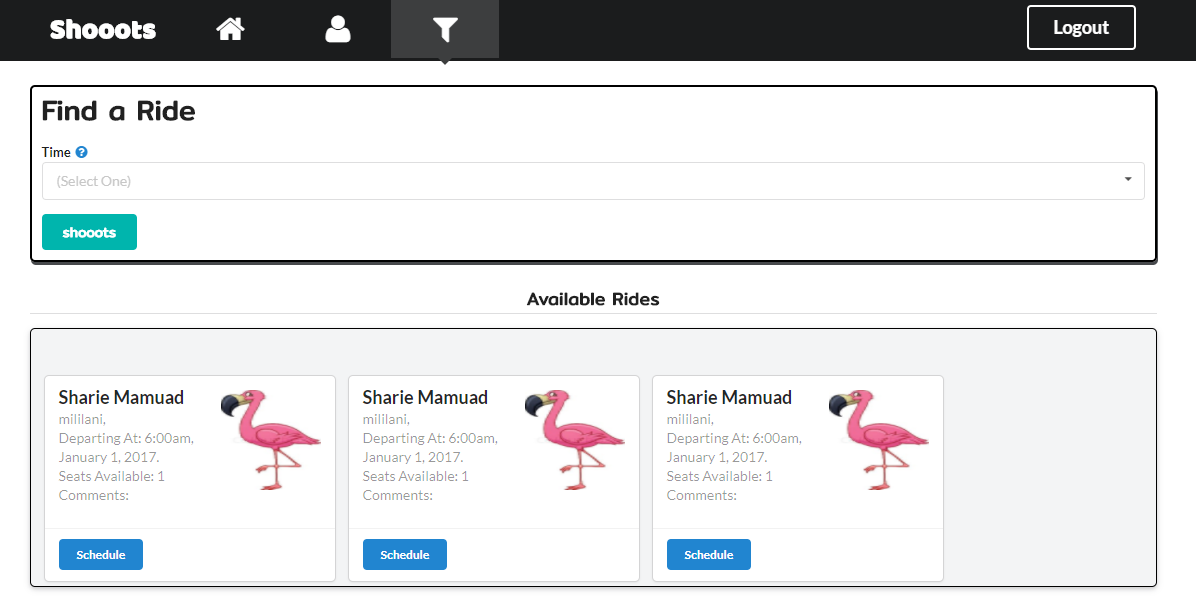 Shooots
Logout
Find a Ride
Time
(Select One)
shooots
Available Rides
Sharie Mamuad
mililani,
Departing At: 6:00am,
January 1, 2017.
Seats Available: 1
Comments:
Schedule
Sharie Mamuad
mililani,
Departing At: 6:00am,
January 1, 2017.
Seats Available: 1
Comments:
Schedule
Sharie Mamuad
mililani,
Departing At: 6:00am,
January 1, 2017.
Seats Available: 1
Comments:
Schedule